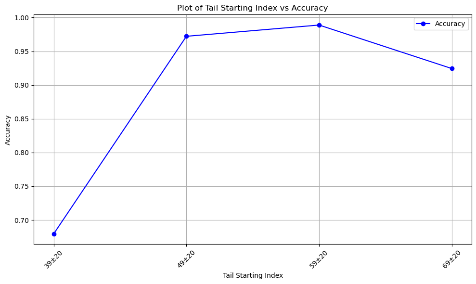 Plot of Tail Starting Index vs Accuracy
Accuracy
1.00
0.95
0.90
0.85
0.80
0.75
0.70
Accuracy
39±20
49±20
59±20
69±20
Tail Starting Index